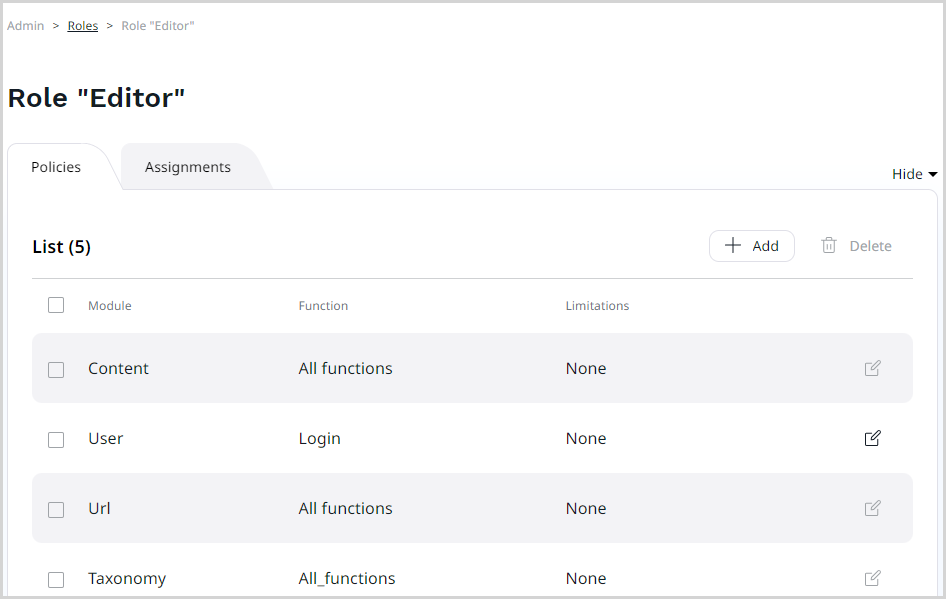 Admin > Roles > Role "Editor"
Role "Editor"
Policies Assignments
Hide
List (5)
Add Delete
Module Function Limitations
Content All functions None
User Login None
Url All functions None
Taxonomy All_functions None